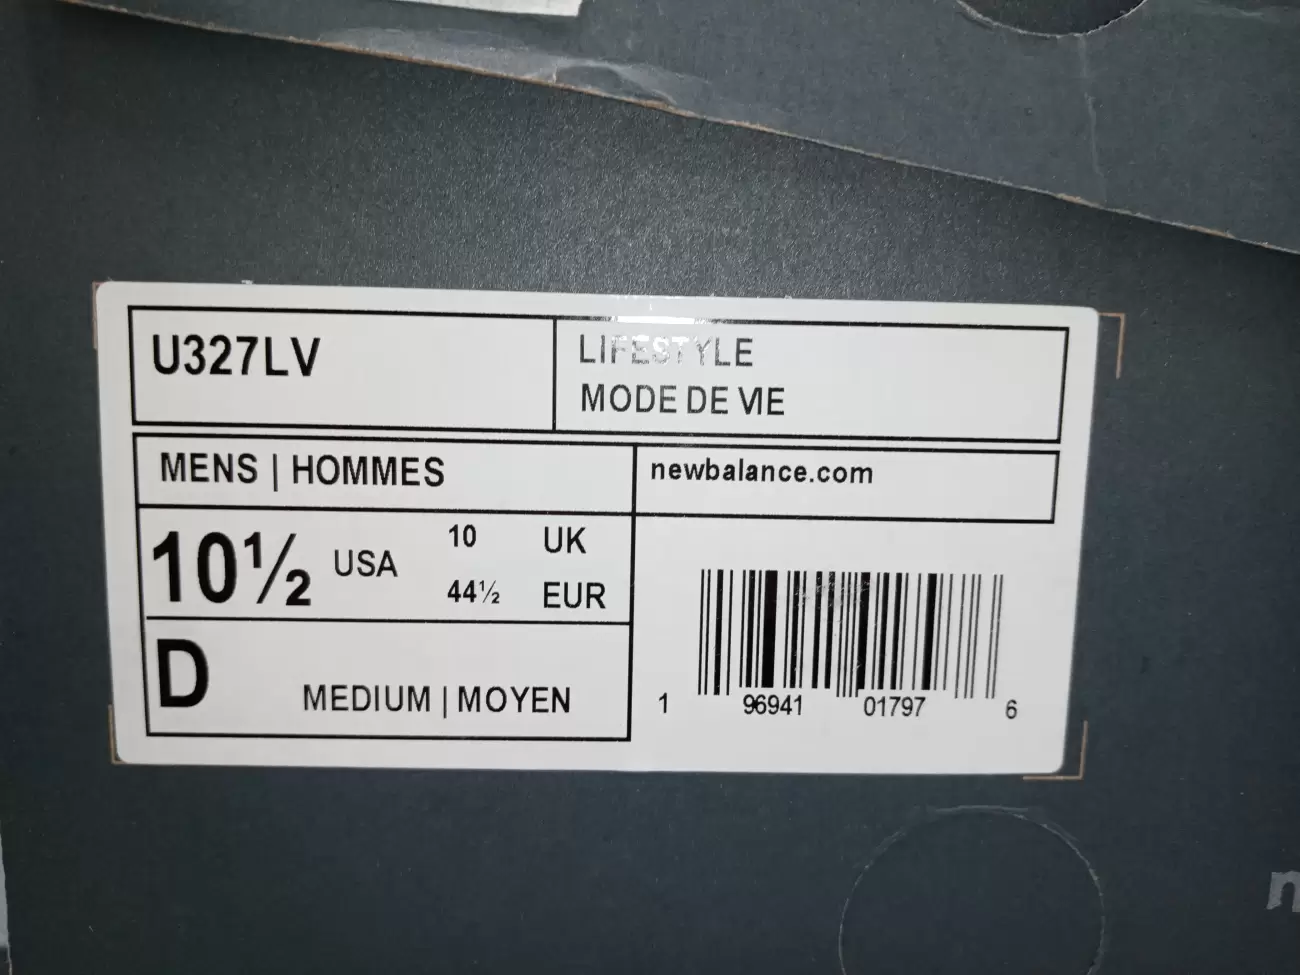 U327LV
LIFESTYLE
MODE DE VIE
MENS | HOMMES
newbalance.com
10½ USA
10 UK
44½ EUR
D
MEDIUM | MOYEN
1 96941 01797 6